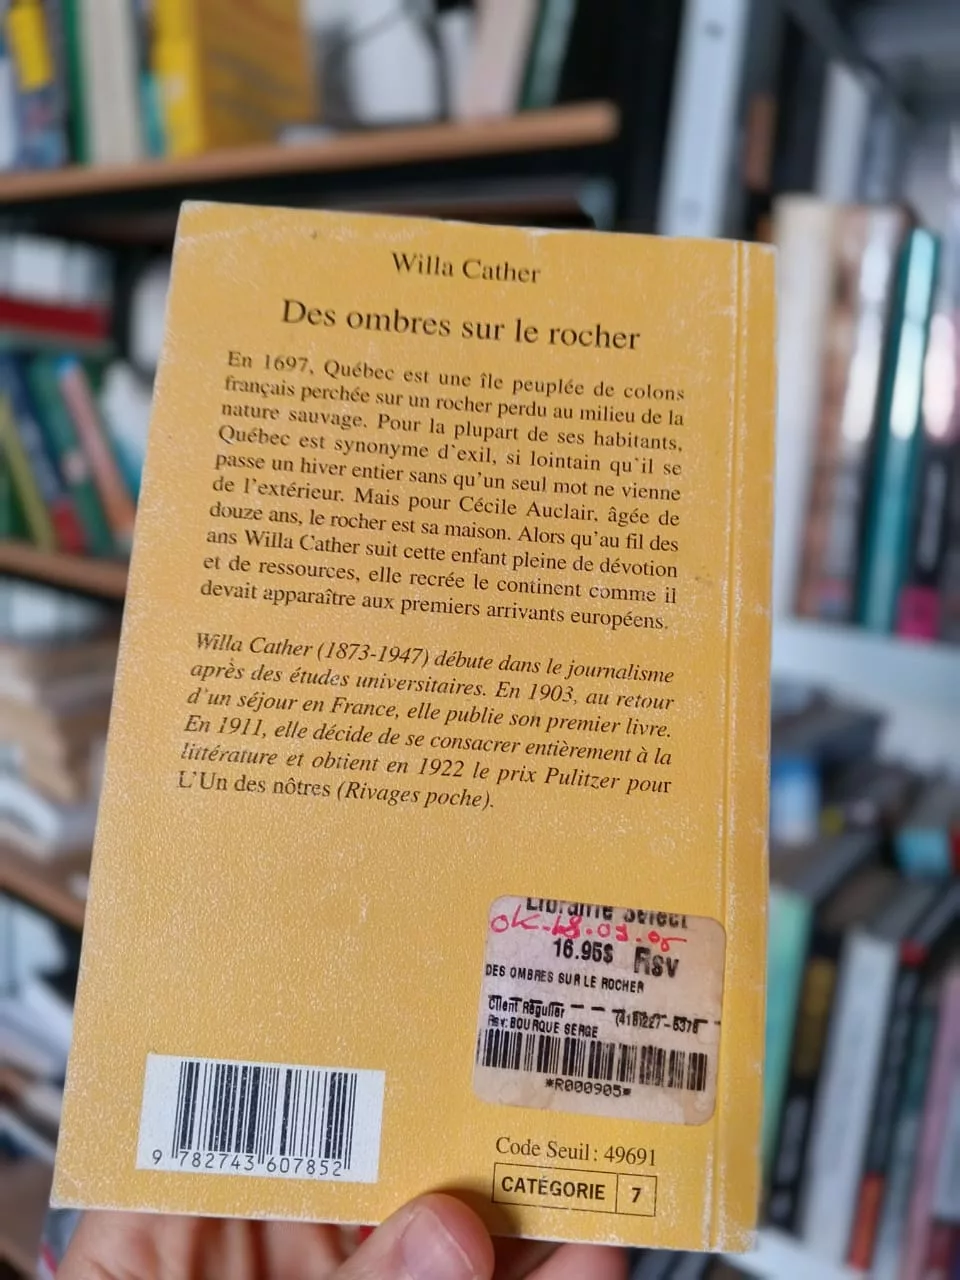 Willa Cather
Des ombres sur le rocher
En 1697, Québec est une île peuplée de colons
français perchée sur un rocher perdu au milieu de la
nature sauvage. Pour la plupart de ses habitants,
Québec est synonyme d'exil, si lointain qu'il se
passe un hiver entier sans qu'un seul mot ne vienne
de l'extérieur. Mais pour Cécile Auclair, âgée de
douze ans, le rocher est sa maison. Alors qu'au fil des
ans Willa Cather suit cette enfant pleine de dévotion
et de ressources, elle recrée le continent comme il
devait apparaître aux premiers arrivants européens.
Willa Cather (1873-1947) débute dans le journalisme
après des études universitaires. En 1903, au retour
d'un séjour en France, elle publie son premier livre.
En 1911, elle décide de se consacrer entièrement à la
littérature et obtient en 1922 le prix Pulitzer pour
L'Un des nôtres (Rivages poche).
Librairie Select
OK
16.95$ Rsv
DES OMBRES SUR LE ROCHER
Client Régulier
Rsv: BOURQUE SERGE
*R000905*
9 782743 607852
Code Seuil : 49691
CATÉGORIE 7